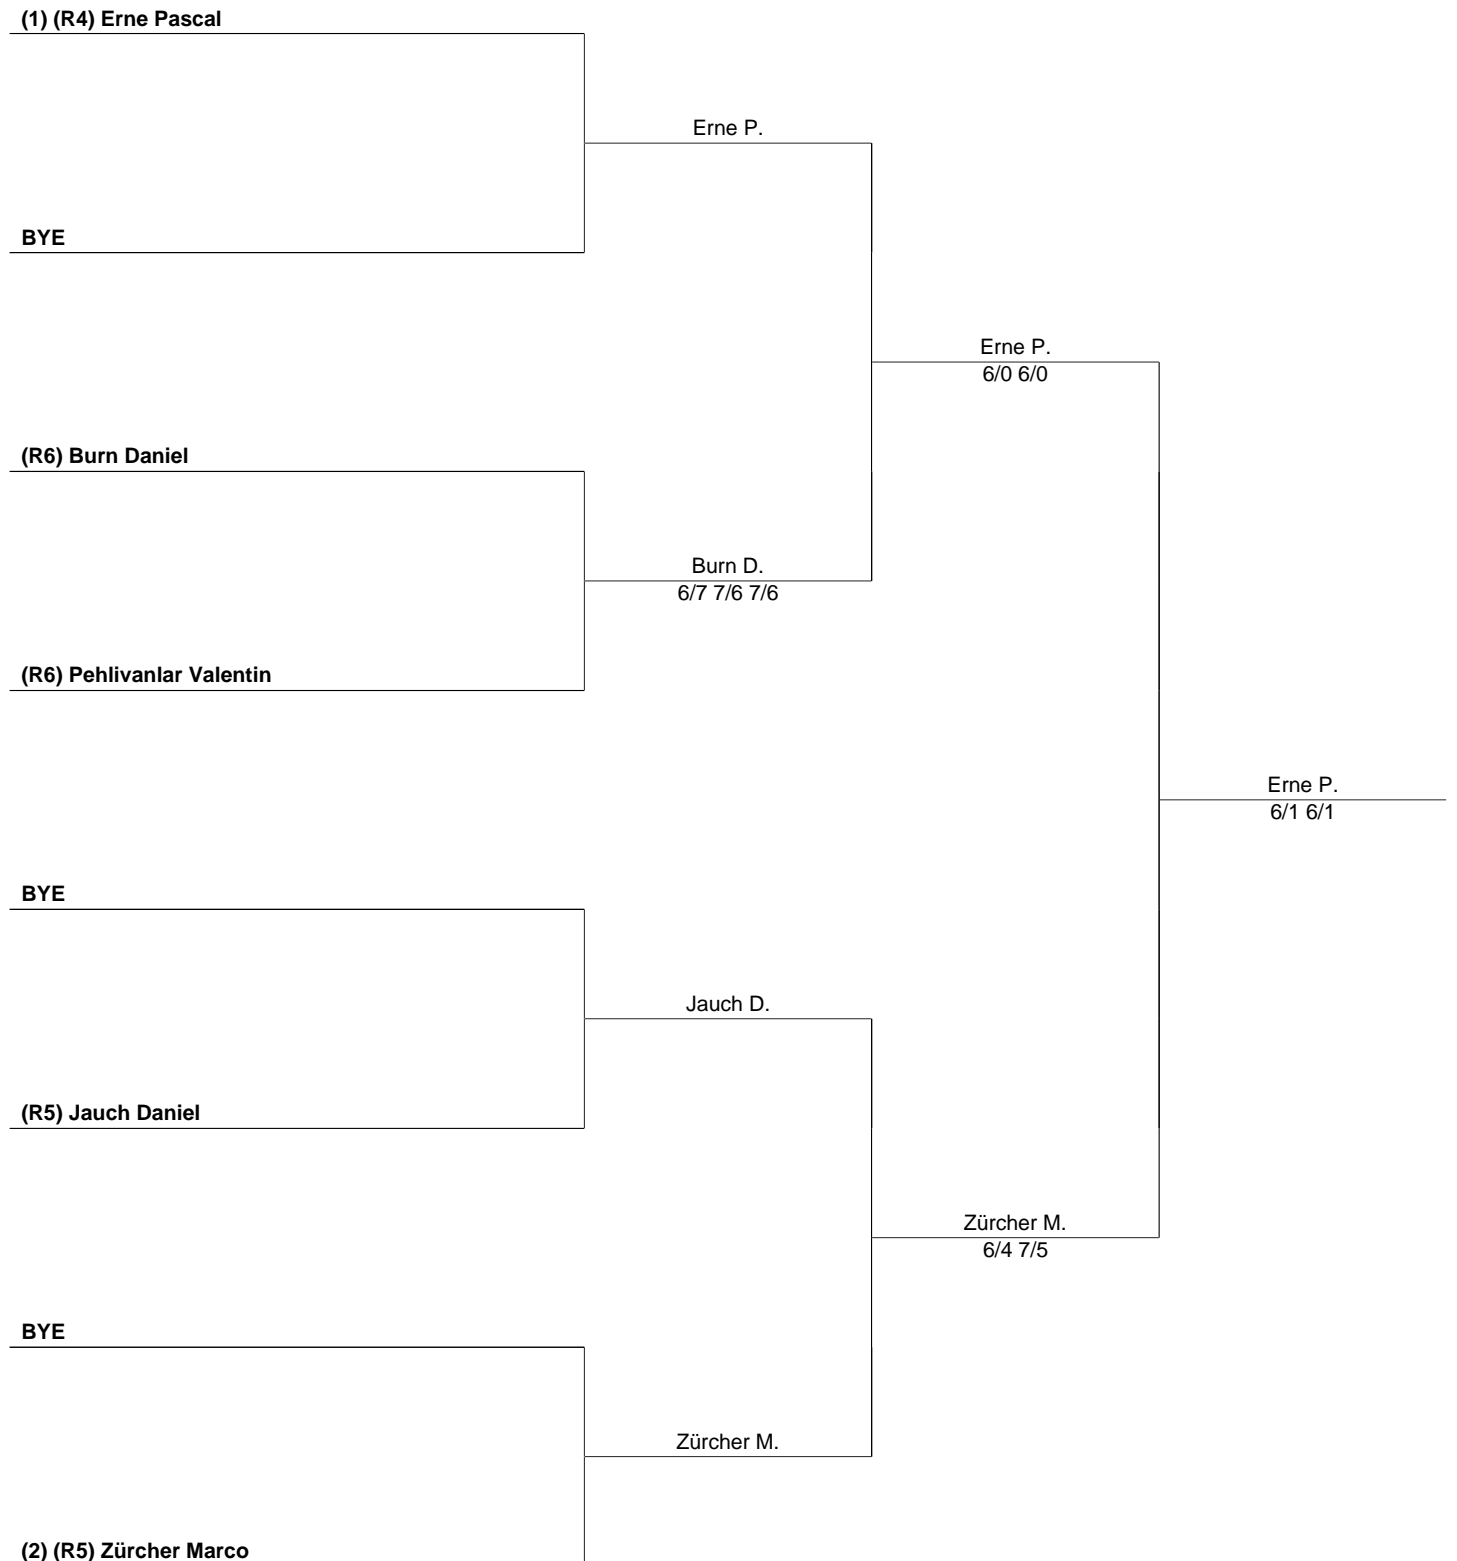 (1) (R4) Erne Pascal
Erne P.
BYE
Erne P.
6/0 6/0
(R6) Burn Daniel
Burn D.
6/7 7/6 7/6
(R6) Pehlivanlar Valentin
Erne P.
6/1 6/1
BYE
Jauch D.
(R5) Jauch Daniel
Zürcher M.
6/4 7/5
BYE
Zürcher M.
(2) (R5) Zürcher Marco